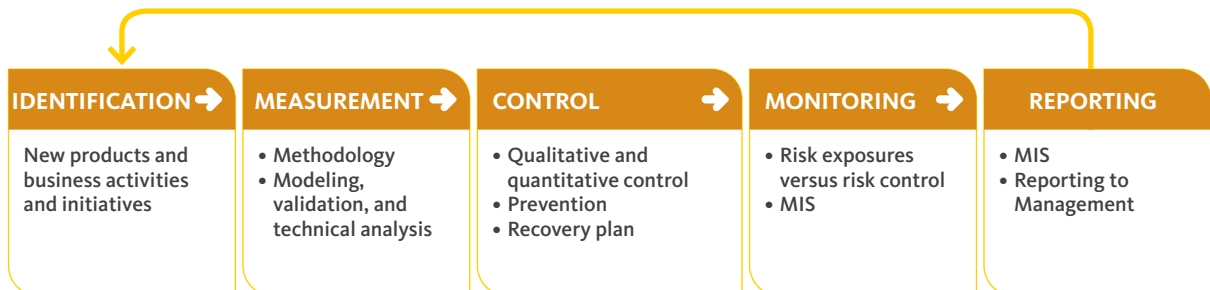 IDENTIFICATION
New products and
business activities
and initiatives
MEASUREMENT
• Methodology
• Modeling,
validation, and
technical analysis
CONTROL
• Qualitative and
quantitative control
• Prevention
• Recovery plan
MONITORING
• Risk exposures
versus risk control
• MIS
REPORTING
• MIS
• Reporting to
Management